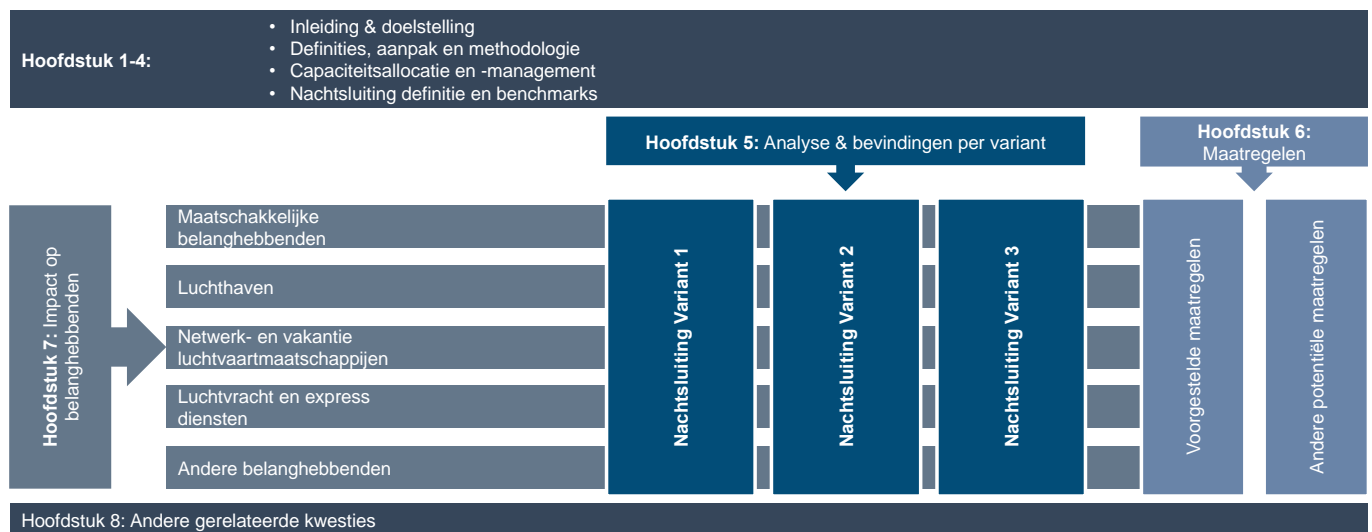 Hoofdstuk 1-4:
• Inleiding & doelstelling
• Definities, aanpak en methodologie
• Capaciteitsallocatie en -management
• Nachtsluiting definitie en benchmarks
Hoofdstuk 5: Analyse & bevindingen per variant
Hoofdstuk 6:
Maatregelen
Hoofdstuk 7: Impact op
belanghebbenden
Maatschakkelijke
belanghebbenden
Luchthaven
Netwerk- en vakantie
luchtvaartmaatschappijen
Luchtvracht en express
diensten
Andere belanghebbenden
Nachtsluiting Variant 1
Nachtsluiting Variant 2
Nachtsluiting Variant 3
Voorgestelde maatregelen
Andere potentiële maatregelen
Hoofdstuk 8: Andere gerelateerde kwesties